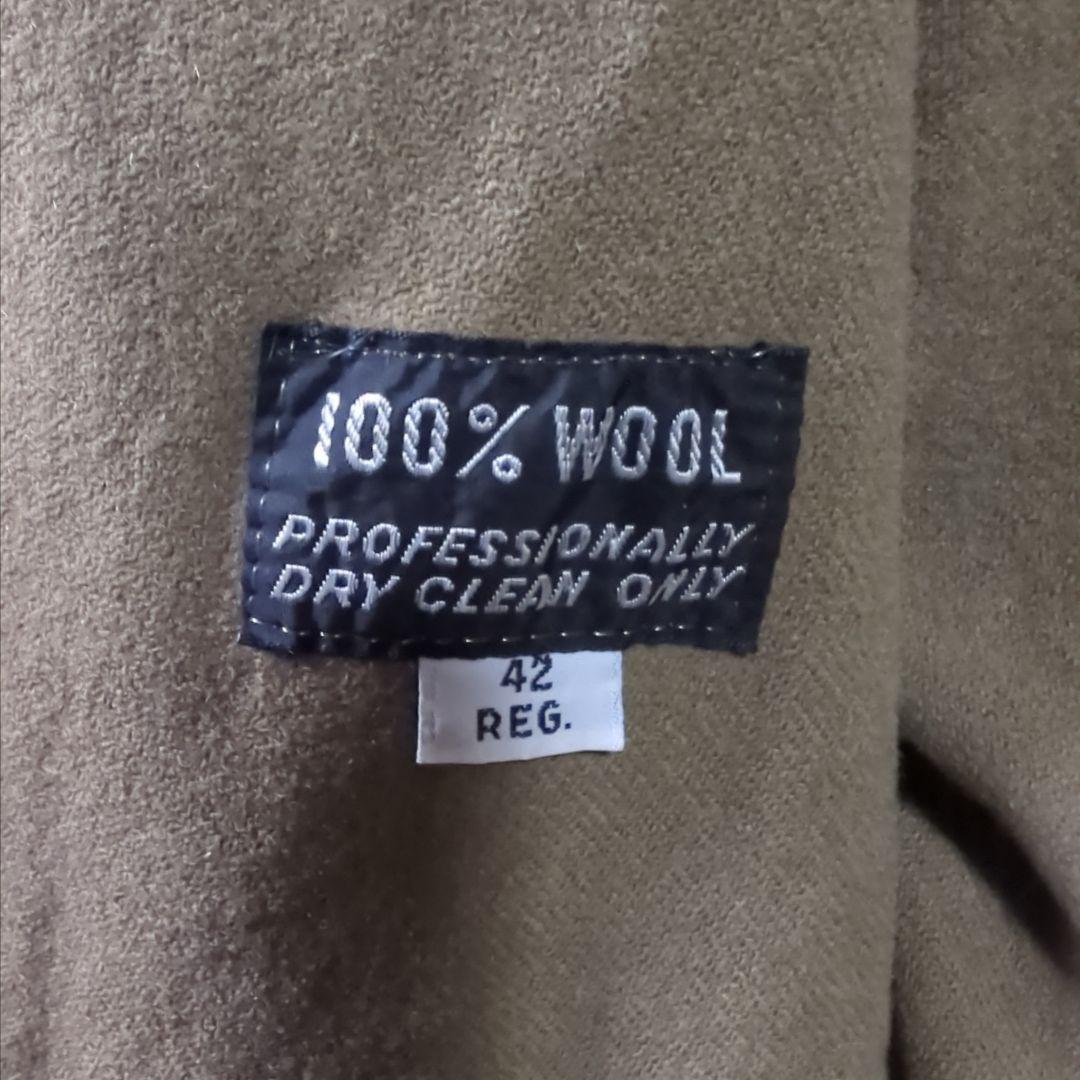 100% WOOL
PROFESSIONALLY
DRY CLEAN ONLY
42
REG.